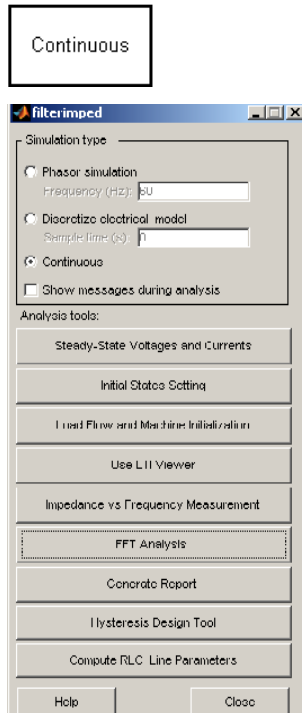 Continuous
filterimped
Simulation type
Phasor simulation
Frequency (Hz): 60
Discretize electrical model
Sample time (s): 0
Continuous
Show messages during analysis
Analysis tools:
Steady-State Voltages and Currents
Initial States Setting
Load Flow and Machine Initialization
Use LTI Viewer
Impedance vs Frequency Measurement
FFT Analysis
Generate Report
Hysteresis Design Tool
Compute RLC Line Parameters
Help
Close